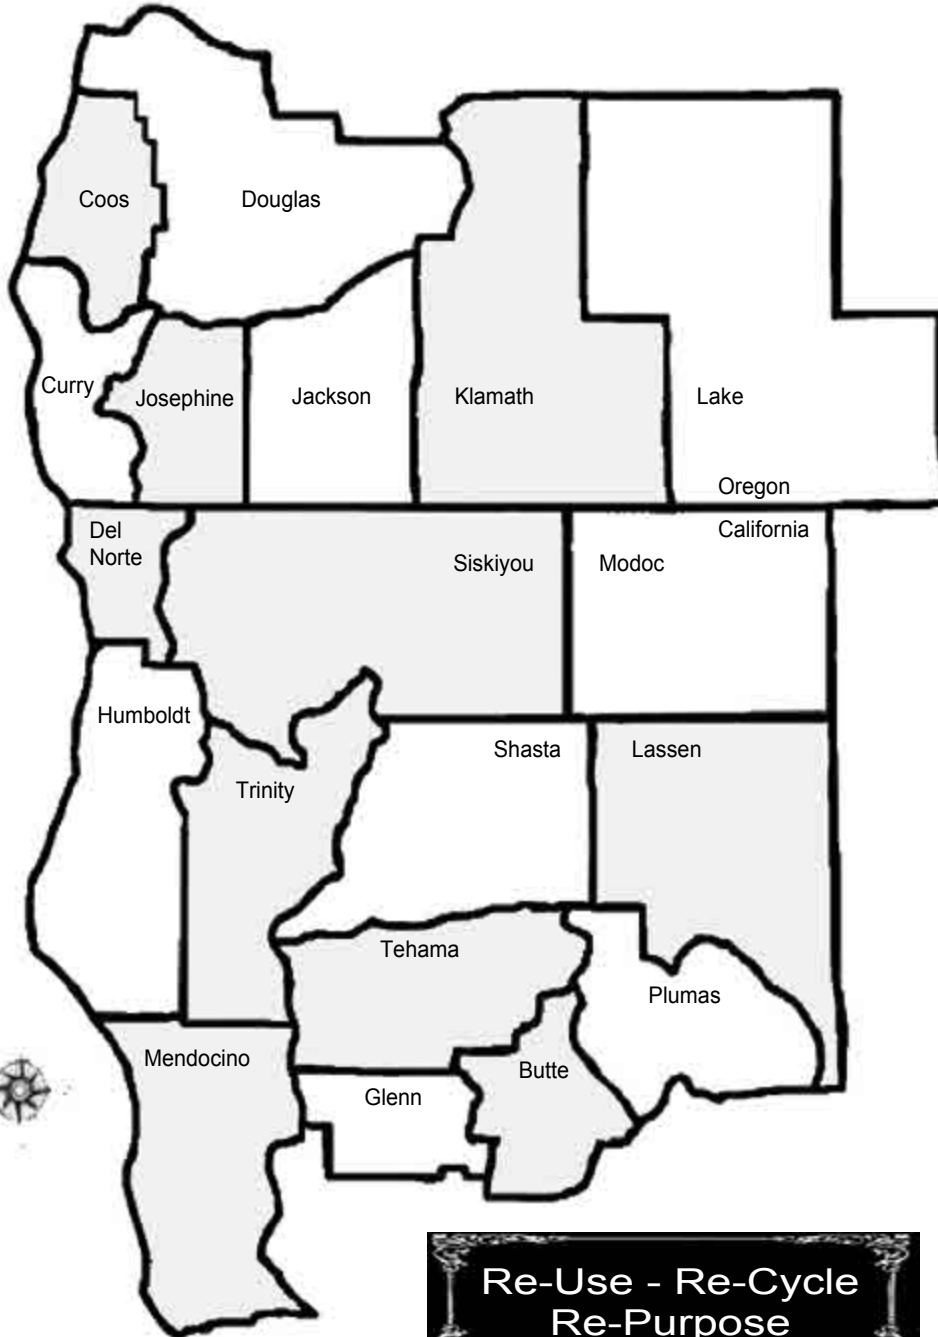 Coos
Douglas
Curry
Josephine
Jackson
Klamath
Lake
Oregon
California
Del
Norte
Siskiyou
Modoc
Humboldt
Shasta
Lassen
Trinity
Tehama
Plumas
Mendocino
Butte
Glenn
Re-Use - Re-Cycle
Re-Purpose